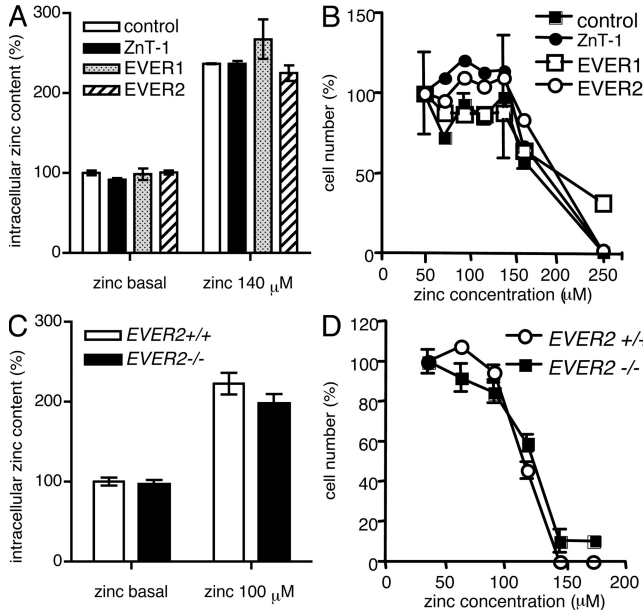 A
intracellular zinc content (%)
300
200
100
0
control
ZnT-1
EVER1
EVER2
zinc basal
zinc 140 μM
B
cell number (%)
150
100
50
0
control
ZnT-1
EVER1
EVER2
0 50 100 150 200 250
zinc concentration (μM)
C
intracellular zinc content (%)
300
200
100
0
EVER2+/+
EVER2-/-
zinc basal
zinc 100 μM
D
cell number (%)
120
100
80
60
40
20
0
EVER2 +/+
EVER2 -/-
0 50 100 150 200
zinc concentration (μM)